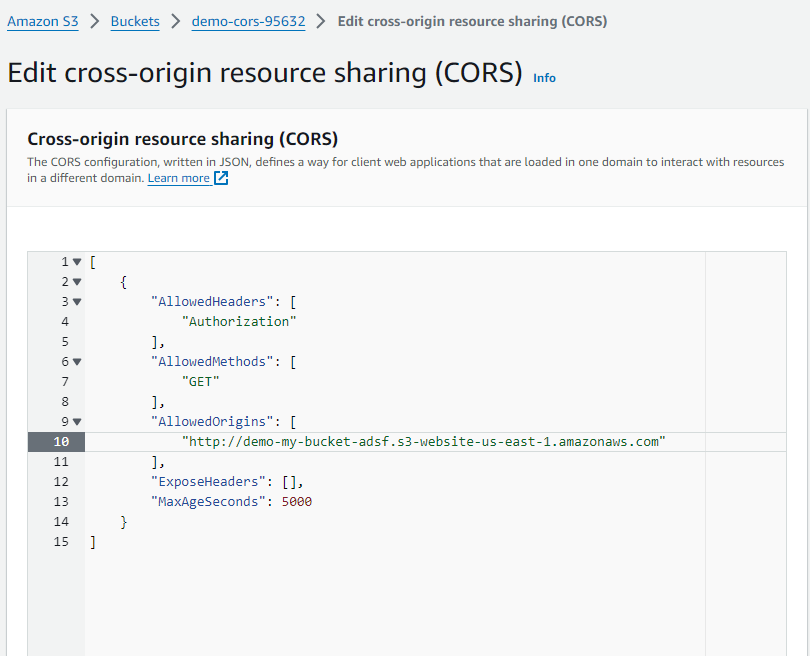 Amazon S3 > Buckets > demo-cors-95632 > Edit cross-origin resource sharing (CORS)
Edit cross-origin resource sharing (CORS) Info
Cross-origin resource sharing (CORS)
The CORS configuration, written in JSON, defines a way for client web applications that are loaded in one domain to interact with resources
in a different domain. Learn more
1 [
2 {
3 "AllowedHeaders": [
4 "Authorization"
5 ],
6 "AllowedMethods": [
7 "GET"
8 ],
9 "AllowedOrigins": [
10 "http://demo-my-bucket-adsf.s3-website-us-east-1.amazonaws.com"
11 ],
12 "ExposeHeaders": [],
13 "MaxAgeSeconds": 5000
14 }
15 ]